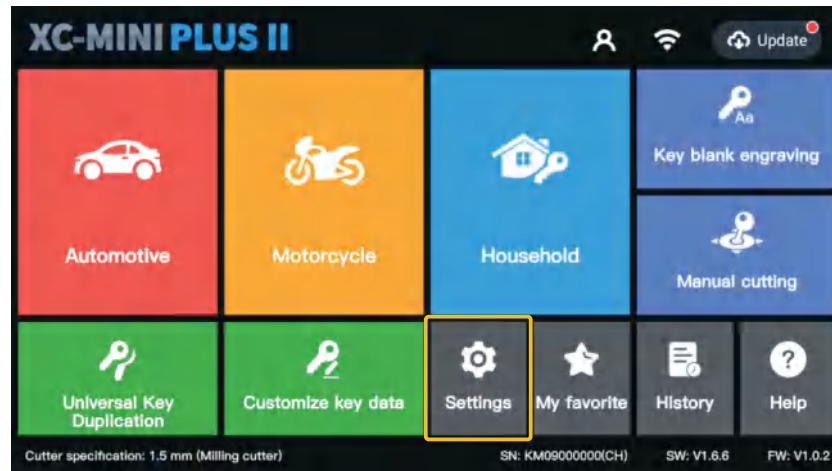 XC-MINI PLUS II
Update
Automotive
Motorcycle
Household
Aa
Key blank engraving
Manual cutting
Universal Key
Duplication
Customize key data
Settings
My favorite
History
?
Help
Cutter specification: 1.5 mm (Milling cutter)
SN: KM09000000(CH)
SW: V1.6.6
FW: V1.0.2